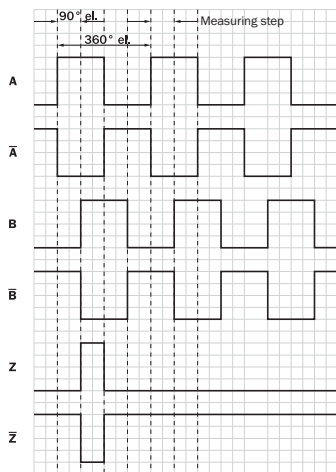 90° el.
Measuring step
360° el.
A
A̅
B
B̅
Z
Z̅